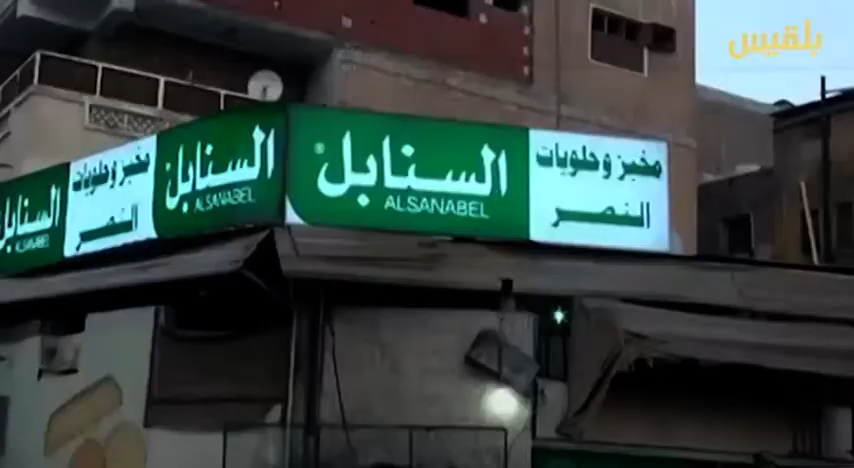 بلقيس
السنابل®
ALSANABEL
مخبز وحلويات
النصر
السنابل
ALSANABEL
مخبز وحلويات
النصر
السنابل
ALSANABEL